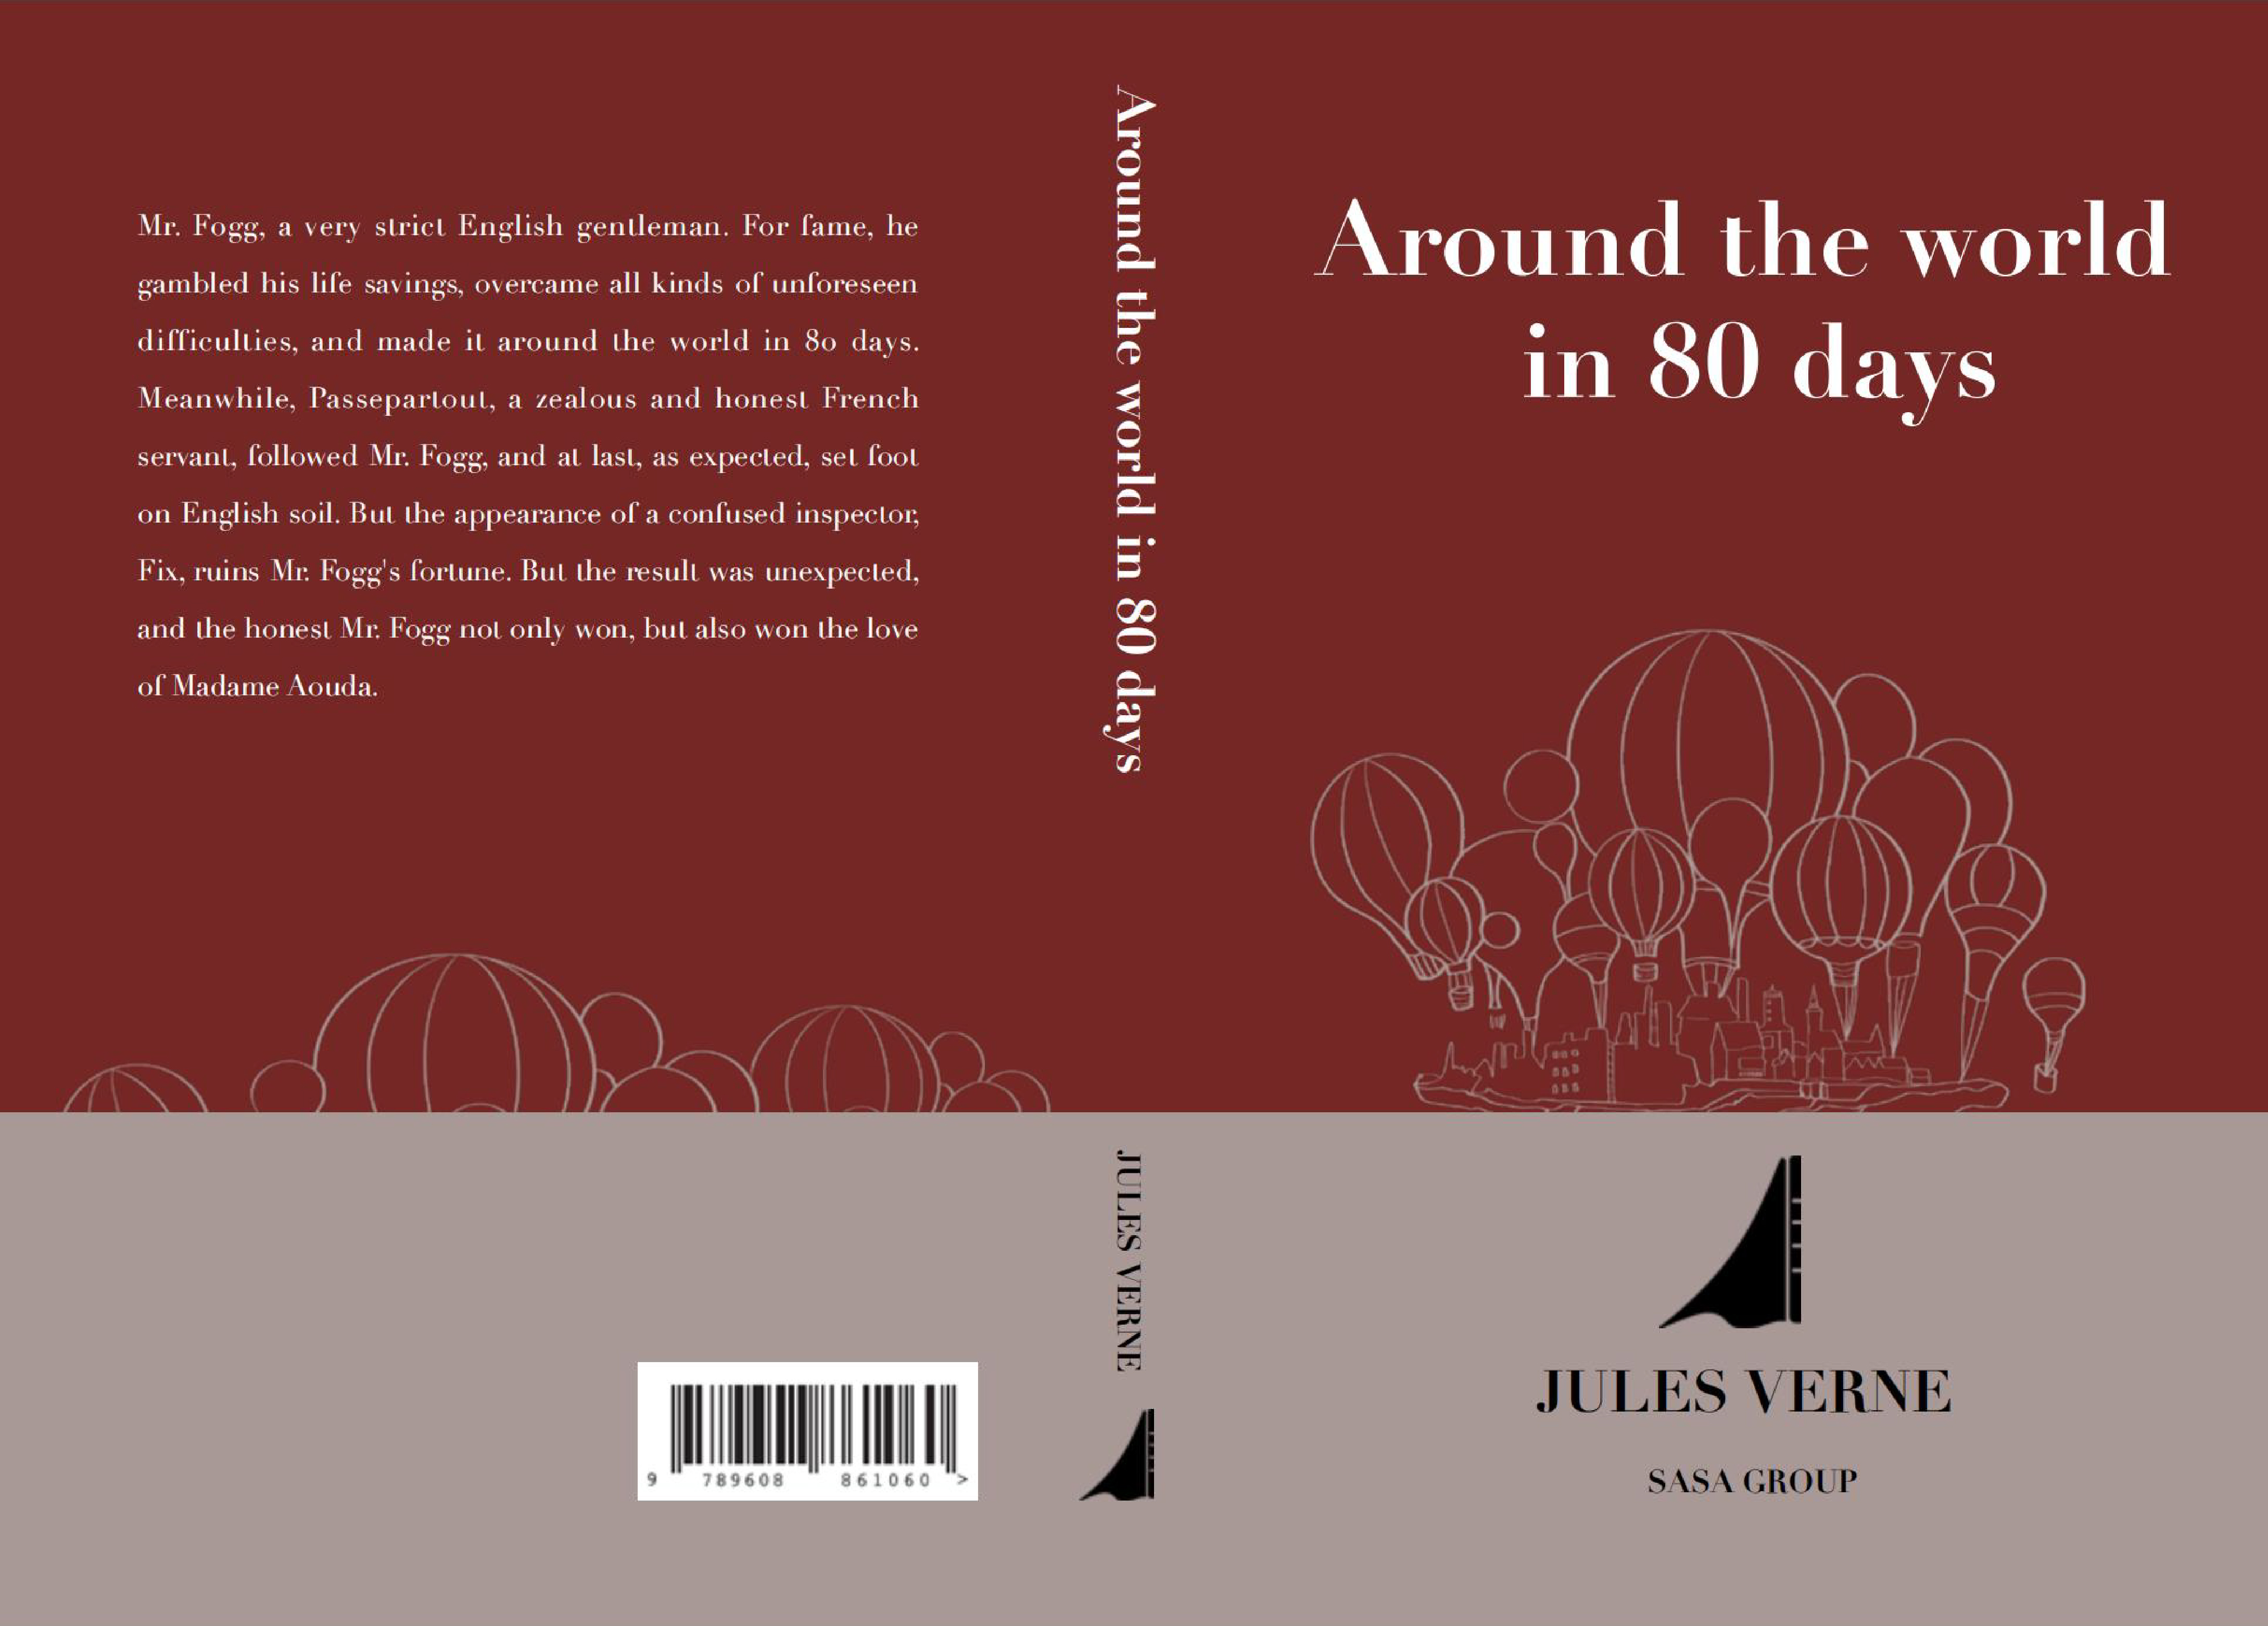 Mr. Fogg, a very strict English gentleman. For fame, he
gambled his life savings, overcame all kinds of unforeseen
difficulties, and made it around the world in 80 days.
Meanwhile, Passepartout, a zealous and honest French
servant, followed Mr. Fogg, and at last, as expected, set foot
on English soil. But the appearance of a confused inspector,
Fix, ruins Mr. Fogg's fortune. But the result was unexpected,
and the honest Mr. Fogg not only won, but also won the love
of Madame Aouda.
9 789608 861060 >
Around the world in 80 days
JULES VERNE
Around the world
in 80 days
JULES VERNE
SASA GROUP